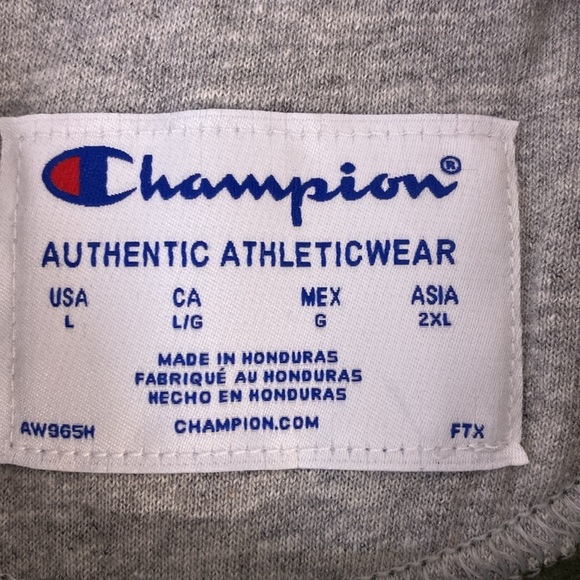 Champion®
AUTHENTIC ATHLETICWEAR
USA CA MEX ASIA
L L/G G 2XL
MADE IN HONDURAS
FABRIQUÉ AU HONDURAS
HECHO EN HONDURAS
AW965H CHAMPION.COM FTX